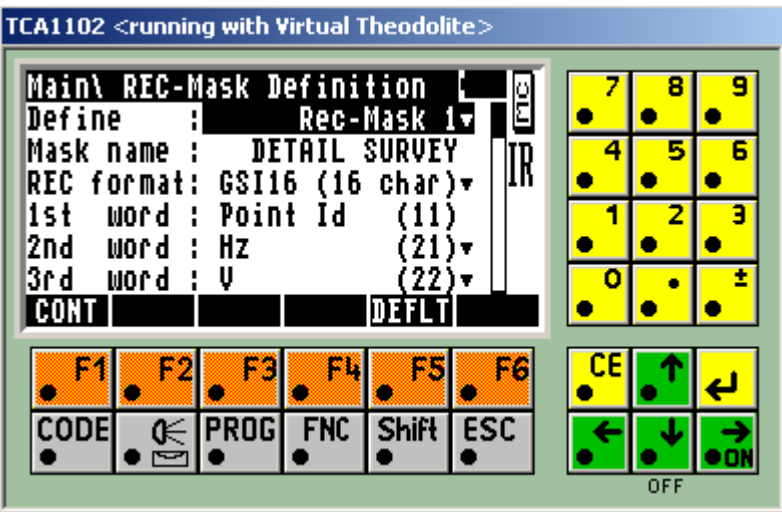 TCA1102 <running with Virtual Theodolite>
Main\ REC-Mask Definition
Define : Rec-Mask 1▾
Mask name : DETAIL SURVEY
REC format: GSI16 (16 char)▾
1st word : Point Id (11)
2nd word : Hz (21)▾
3rd word : V (22)▾
CONT DEFLT
IR
7 8 9
4 5 6
1 2 3
0 . ±
F1 F2 F3 F4 F5 F6
CE
CODE PROG FNC Shift ESC
ON
OFF